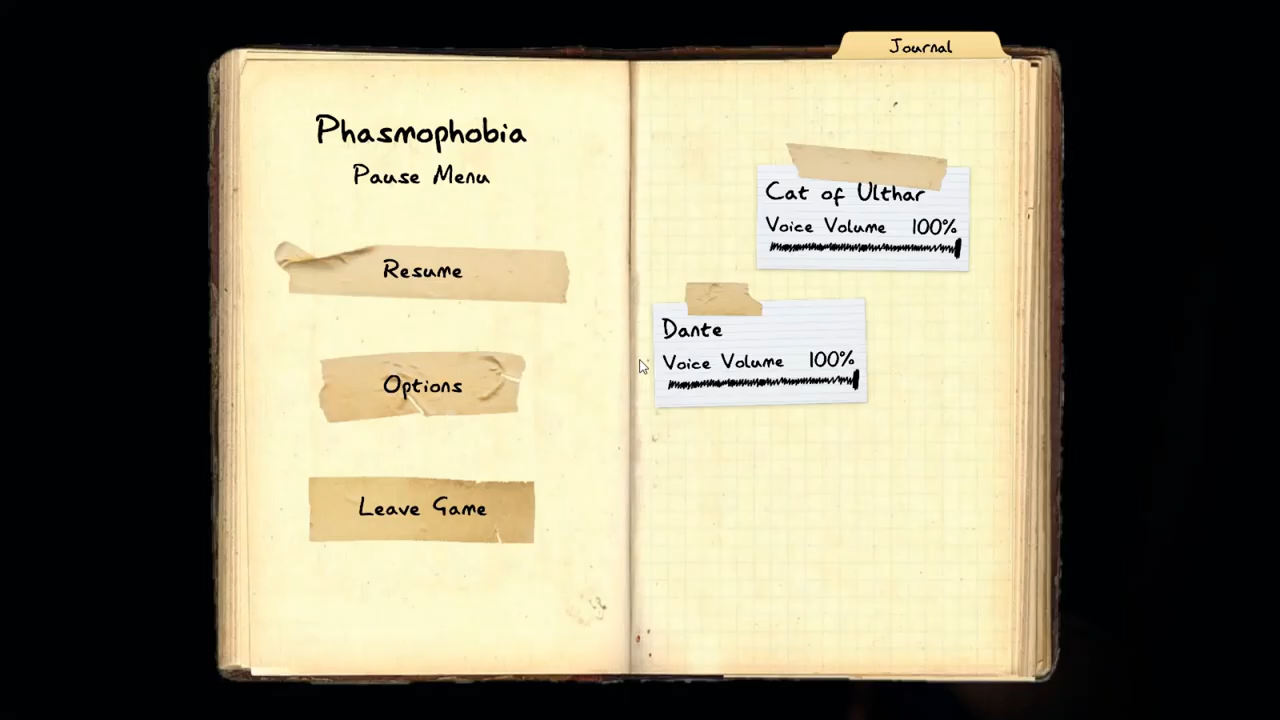 Journal
Phasmophobia
Pause Menu
Resume
Options
Leave Game
Cat of Ulthar
Voice Volume 100%
Dante
Voice Volume 100%